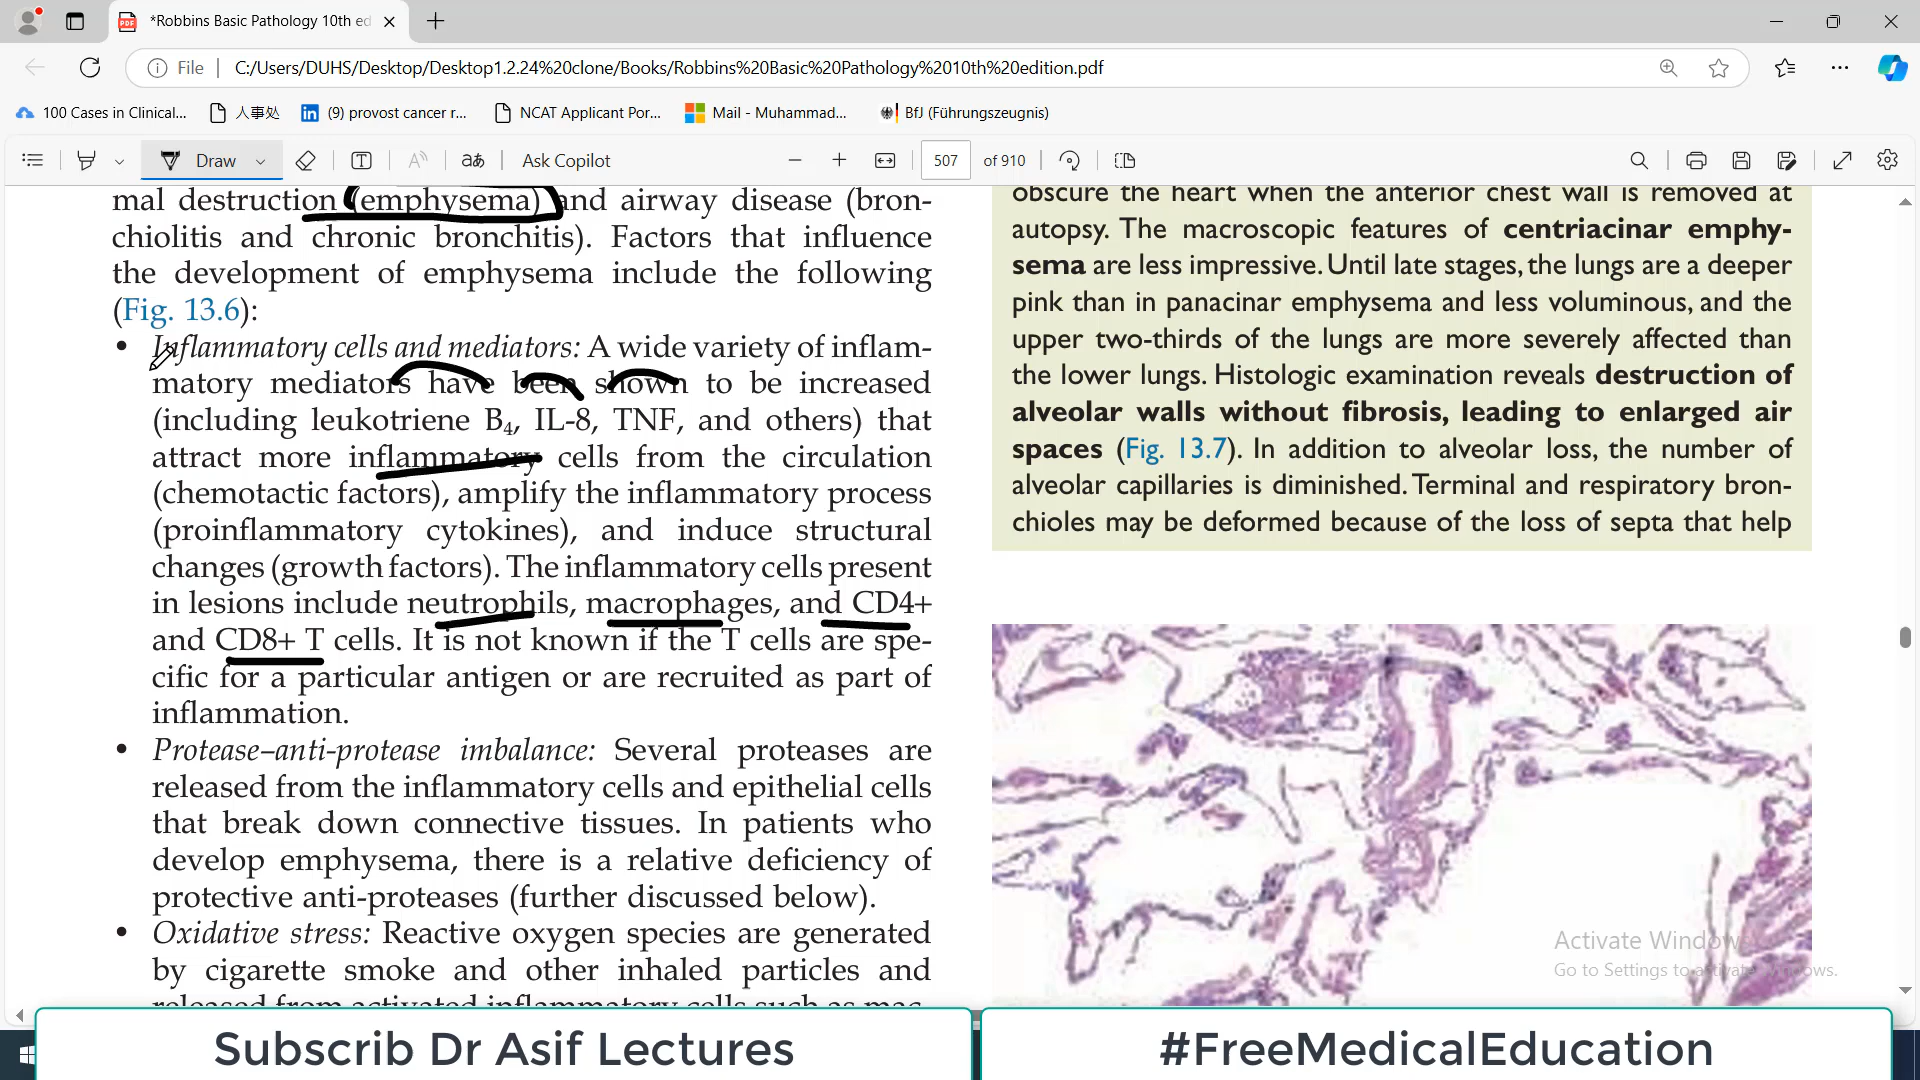 *Robbins Basic Pathology 10th ed
File
C:/Users/DUHS/Desktop/Desktop1.2.24%20clone/Books/Robbins%20Basic%20Pathology%2010th%20edition.pdf
100 Cases in Clinical...
人事处
(9) provost cancer r...
NCAT Applicant Por...
Mail - Muhammad...
BfJ (Führungszeugnis)
Draw
Ask Copilot
507 of 910
mal destruction (emphysema) and airway disease (bron-
chiolitis and chronic bronchitis). Factors that influence
the development of emphysema include the following
(Fig. 13.6):
• Inflammatory cells and mediators: A wide variety of inflam-
matory mediators have been shown to be increased
(including leukotriene B4, IL-8, TNF, and others) that
attract more inflammatory cells from the circulation
(chemotactic factors), amplify the inflammatory process
(proinflammatory cytokines), and induce structural
changes (growth factors). The inflammatory cells present
in lesions include neutrophils, macrophages, and CD4+
and CD8+ T cells. It is not known if the T cells are spe-
cific for a particular antigen or are recruited as part of
inflammation.
• Protease–anti-protease imbalance: Several proteases are
released from the inflammatory cells and epithelial cells
that break down connective tissues. In patients who
develop emphysema, there is a relative deficiency of
protective anti-proteases (further discussed below).
• Oxidative stress: Reactive oxygen species are generated
by cigarette smoke and other inhaled particles and
released from activated inflammatory cells such as mac-
obscure the heart when the anterior chest wall is removed at
autopsy. The macroscopic features of centriacinar emphy-
sema are less impressive. Until late stages, the lungs are a deeper
pink than in panacinar emphysema and less voluminous, and the
upper two-thirds of the lungs are more severely affected than
the lower lungs. Histologic examination reveals destruction of
alveolar walls without fibrosis, leading to enlarged air
spaces (Fig. 13.7). In addition to alveolar loss, the number of
alveolar capillaries is diminished. Terminal and respiratory bron-
chioles may be deformed because of the loss of septa that help
Activate Windows
Go to Settings to activate Windows.
Subscrib Dr Asif Lectures
#FreeMedicalEducation